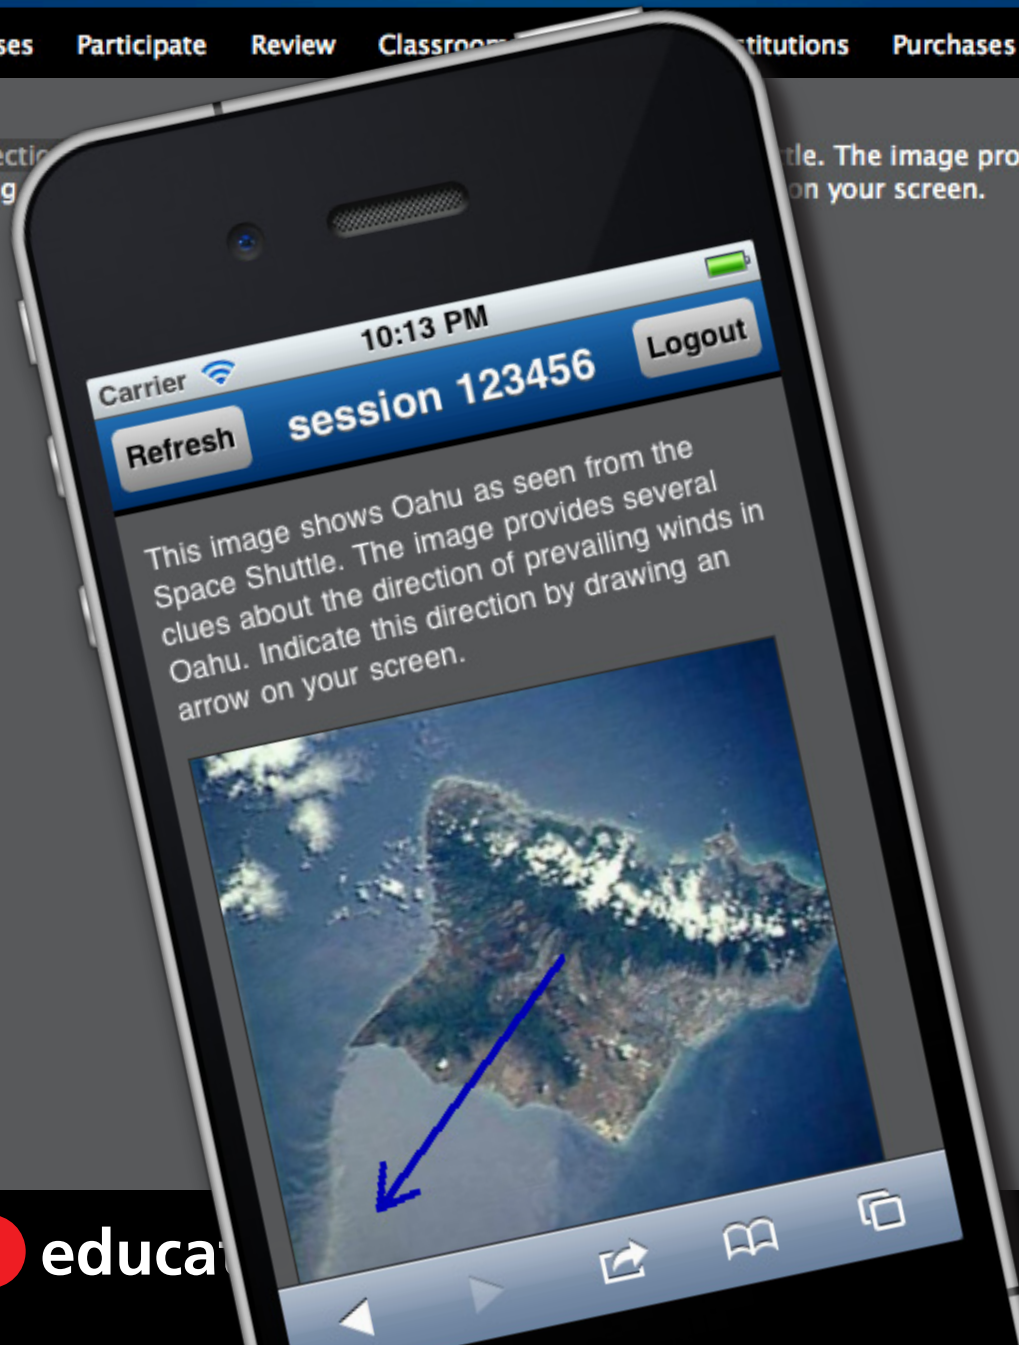 Participate Review Classroom Purchases
tle. The image
on your screen.
10:13 PM
Carrier
Logout
session 123456
Refresh
This image shows Oahu as seen from the
Space Shuttle. The image provides several
clues about the direction of prevailing winds in
Oahu. Indicate this direction by drawing an
arrow on your screen.